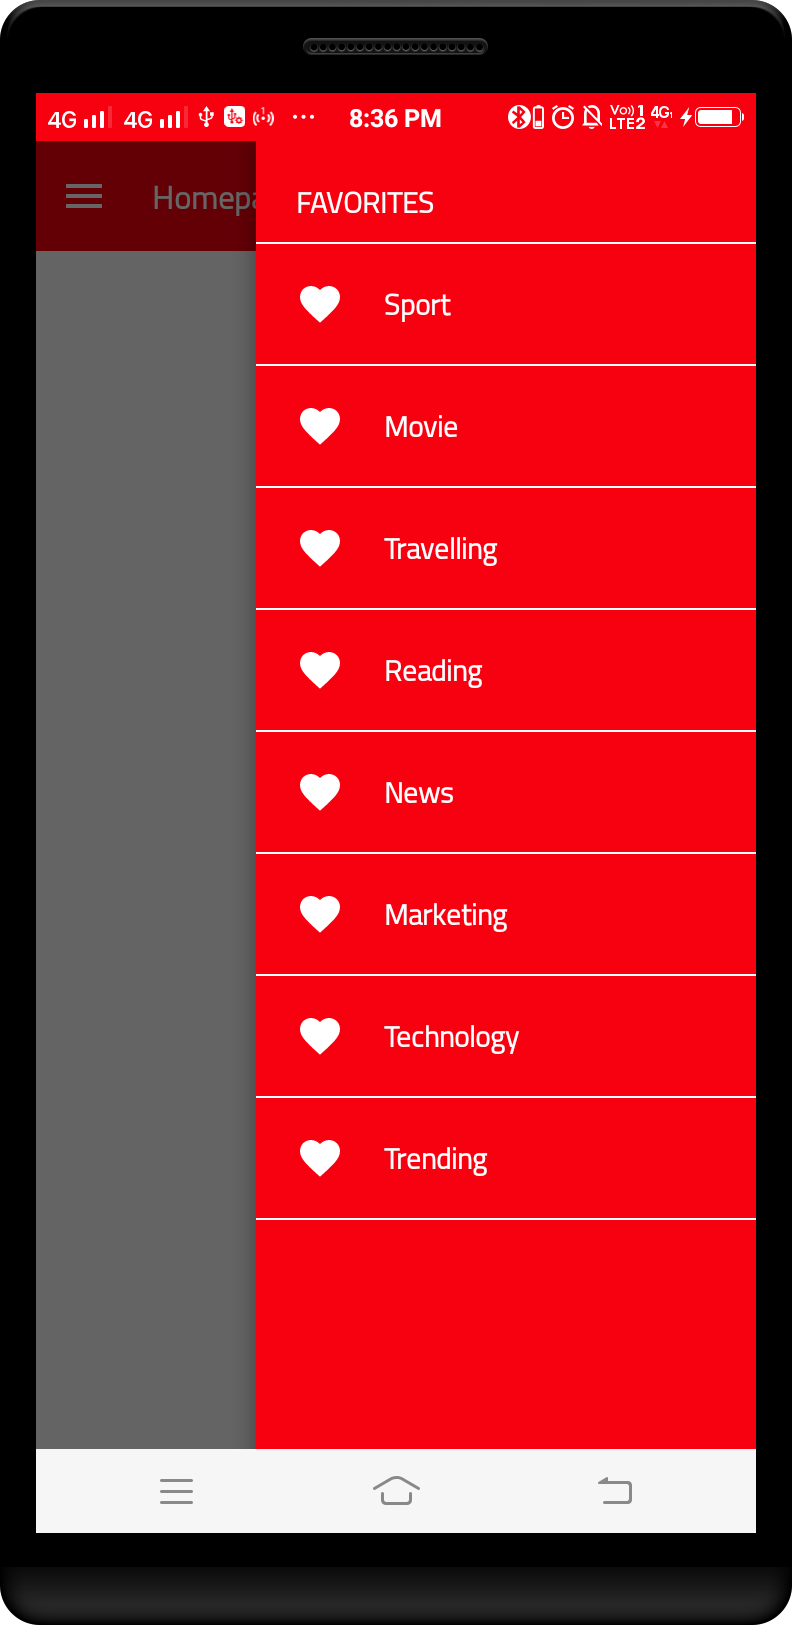 4G 4G 8:36 PM Vo)) 1 LTE2 4G
Homepa
FAVORITES
Sport
Movie
Travelling
Reading
News
Marketing
Technology
Trending